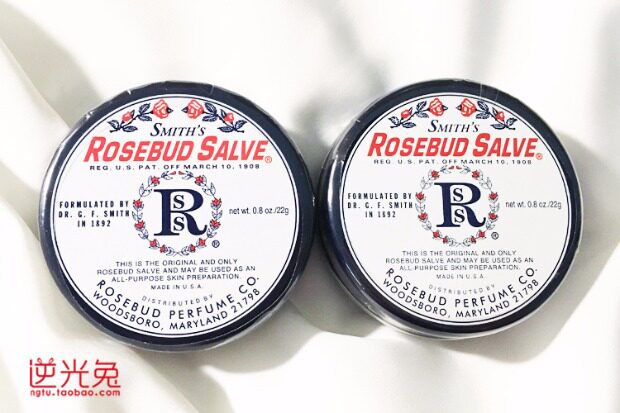 SMITH'S
ROSEBUD SALVE®
REG. U.S. PAT. OFF MARCH 10, 1908
FORMULATED BY
DR. G. F. SMITH
IN 1892
RSS
®
net wt. 0.8 oz./22g
THIS IS THE ORIGINAL AND ONLY
ROSEBUD SALVE AND MAY BE USED AS AN
ALL-PURPOSE SKIN PREPARATION.
MADE IN U.S.A.
DISTRIBUTED BY
ROSEBUD PERFUME CO.
WOODSBORO, MARYLAND 21798
SMITH'S
ROSEBUD SALVE®
REG. U.S. PAT. OFF MARCH 10, 1908
FORMULATED BY
DR. G. F. SMITH
IN 1892
RSS
®
net wt. 0.8 oz./22g
THIS IS THE ORIGINAL AND ONLY
ROSEBUD SALVE AND MAY BE USED AS AN
ALL-PURPOSE SKIN PREPARATION.
MADE IN U.S.A.
DISTRIBUTED BY
ROSEBUD PERFUME CO.
WOODSBORO, MARYLAND 21798
逆光兔
ngtu.taobao.com